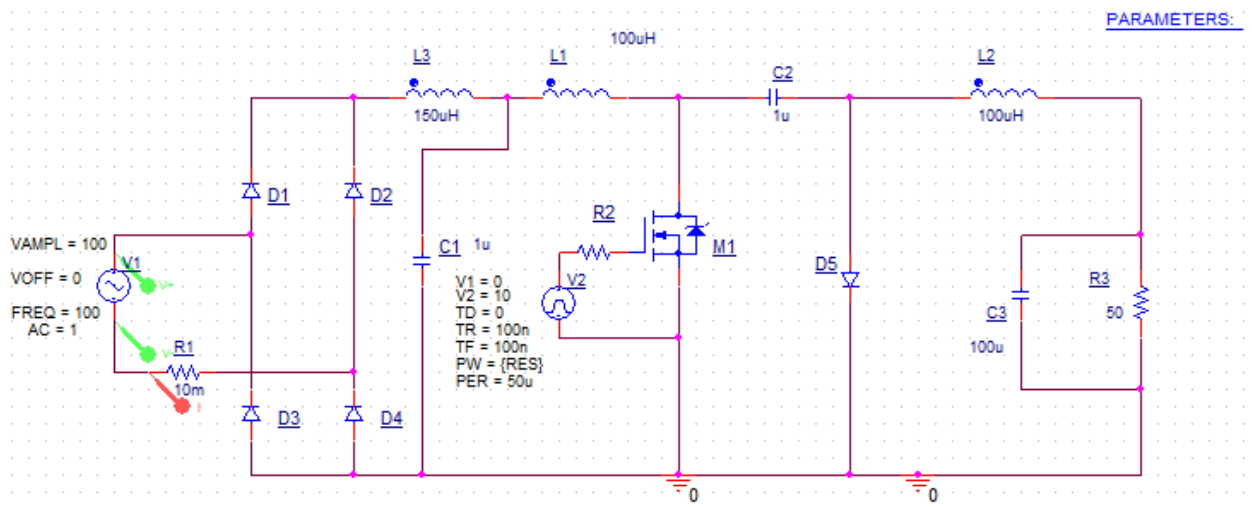 PARAMETERS:
100uH
L3
L1
C2
L2
150uH
1u
100uH
D1
D2
R2
VAMPL = 100
V1
C1
1u
M1
VOFF = 0
V+
D5
R3
V1 = 0
V2
FREQ = 100
V2 = 10
C3
50
AC = 1
TD = 0
R1
TR = 100n
V-
TF = 100n
100u
10m
PW = {RES}
I
PER = 50u
D3
D4
0
0